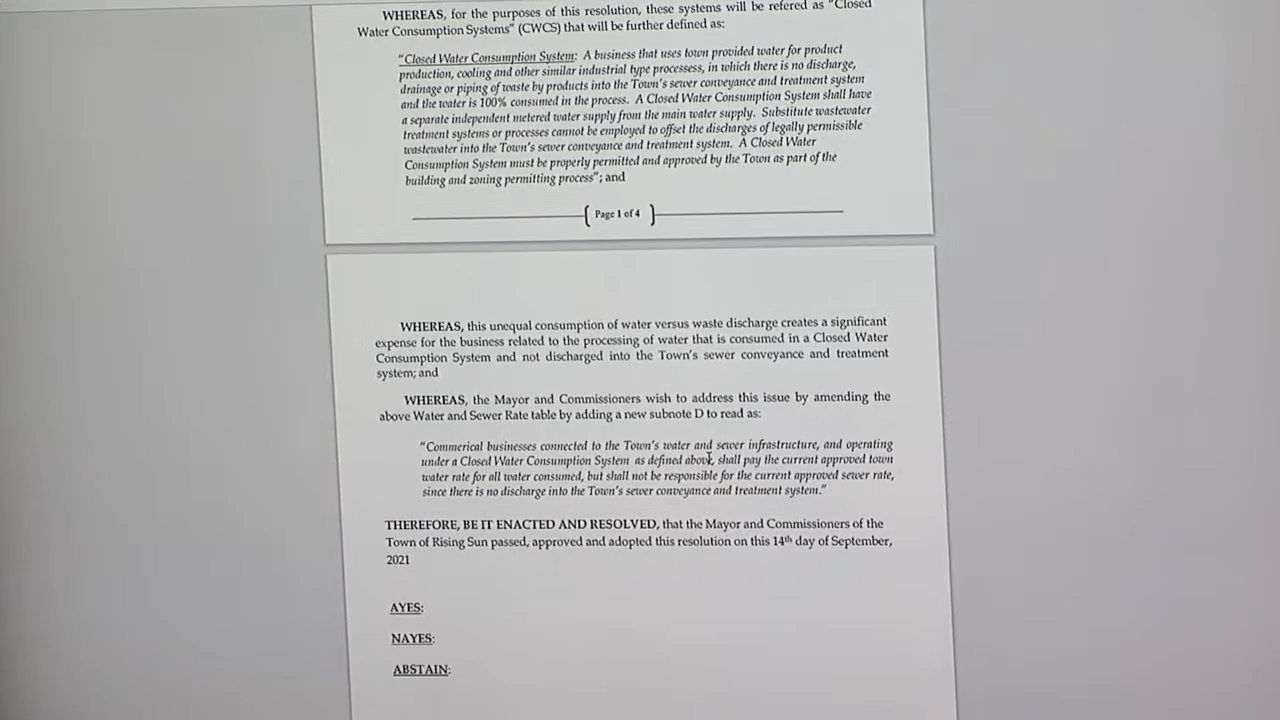 WHEREAS, for the purposes of this resolution, these systems will be refered as "Closed
Water Consumption Systems" (CWCS) that will be further defined as:
"Closed Water Consumption System: A business that uses town provided water for product
production, cooling and other similar industrial type processess, in which there is no discharge,
drainage or piping of waste by products into the Town's sewer conveyance and treatment system
and the water is 100% consumed in the process. A Closed Water Consumption System shall have
a separate independent metered water supply from the main water supply. Substitute wastewater
treatment systems or processes cannot be employed to offset the discharges of legally permissible
wastewater into the Town's sewer conveyance and treatment system. A Closed Water
Consumption System must be properly permitted and approved by the Town as part of the
building and zoning permitting process"; and
Page 1 of 4
WHEREAS, this unequal consumption of water versus waste discharge creates a significant
expense for the business related to the processing of water that is consumed in a Closed Water
Consumption System and not discharged into the Town's sewer conveyance and treatment
system; and
WHEREAS, the Mayor and Commissioners wish to address this issue by amending the
above Water and Sewer Rate table by adding a new subnote D to read as:
"Commerical businesses connected to the Town's water and sewer infrastructure, and operating
under a Closed Water Consumption System as defined above, shall pay the current approved town
water rate for all water consumed, but shall not be responsible for the current approved sewer rate,
since there is no discharge into the Town's sewer conveyance and treatment system."
THEREFORE, BE IT ENACTED AND RESOLVED, that the Mayor and Commissioners of the
Town of Rising Sun passed, approved and adopted this resolution on this 14th day of September,
2021
AYES:
NAYES:
ABSTAIN: